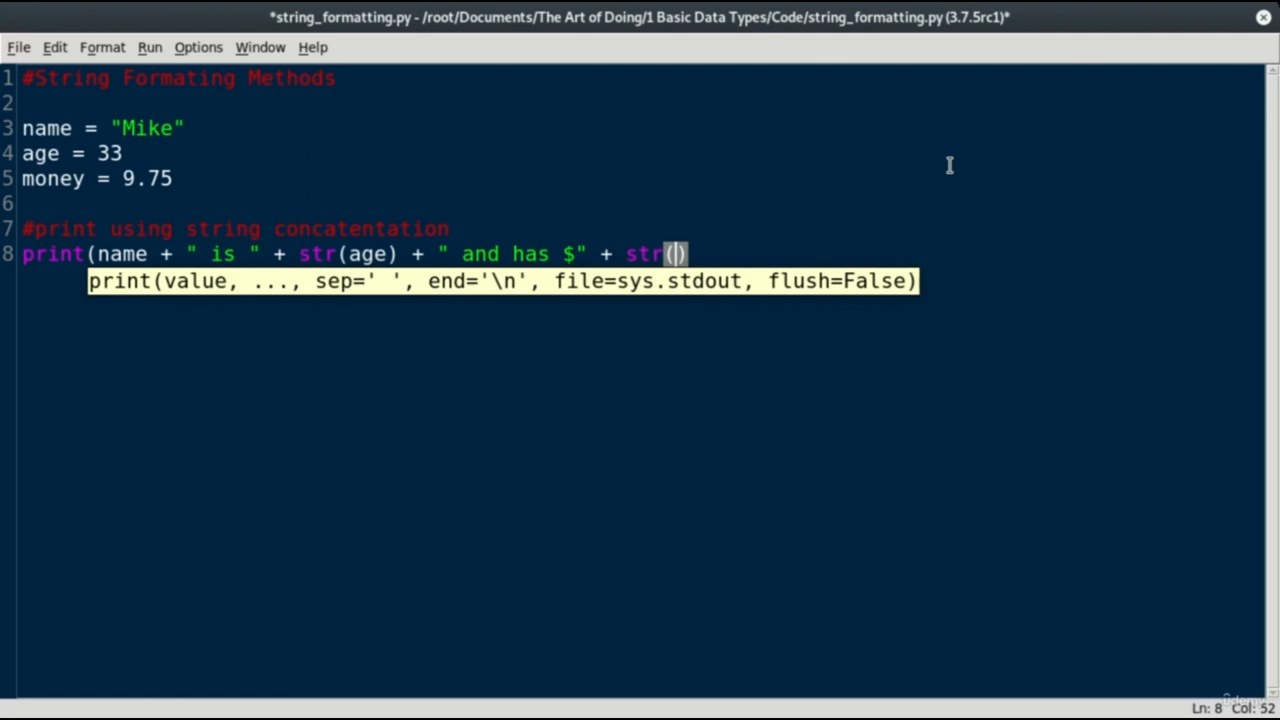 *string_formatting.py - /root/Documents/The Art of Doing/1 Basic Data Types/Code/string_formatting.py (3.7.5rc1)*
File Edit Format Run Options Window Help
1 #String Formating Methods
2
3 name = "Mike"
4 age = 33
5 money = 9.75
6
7 #print using string concatentation
8 print(name + " is " + str(age) + " and has $" + str()
print(value, ..., sep=' ', end='\n', file=sys.stdout, flush=False)
ûdemy
Ln: 8 Col: 52